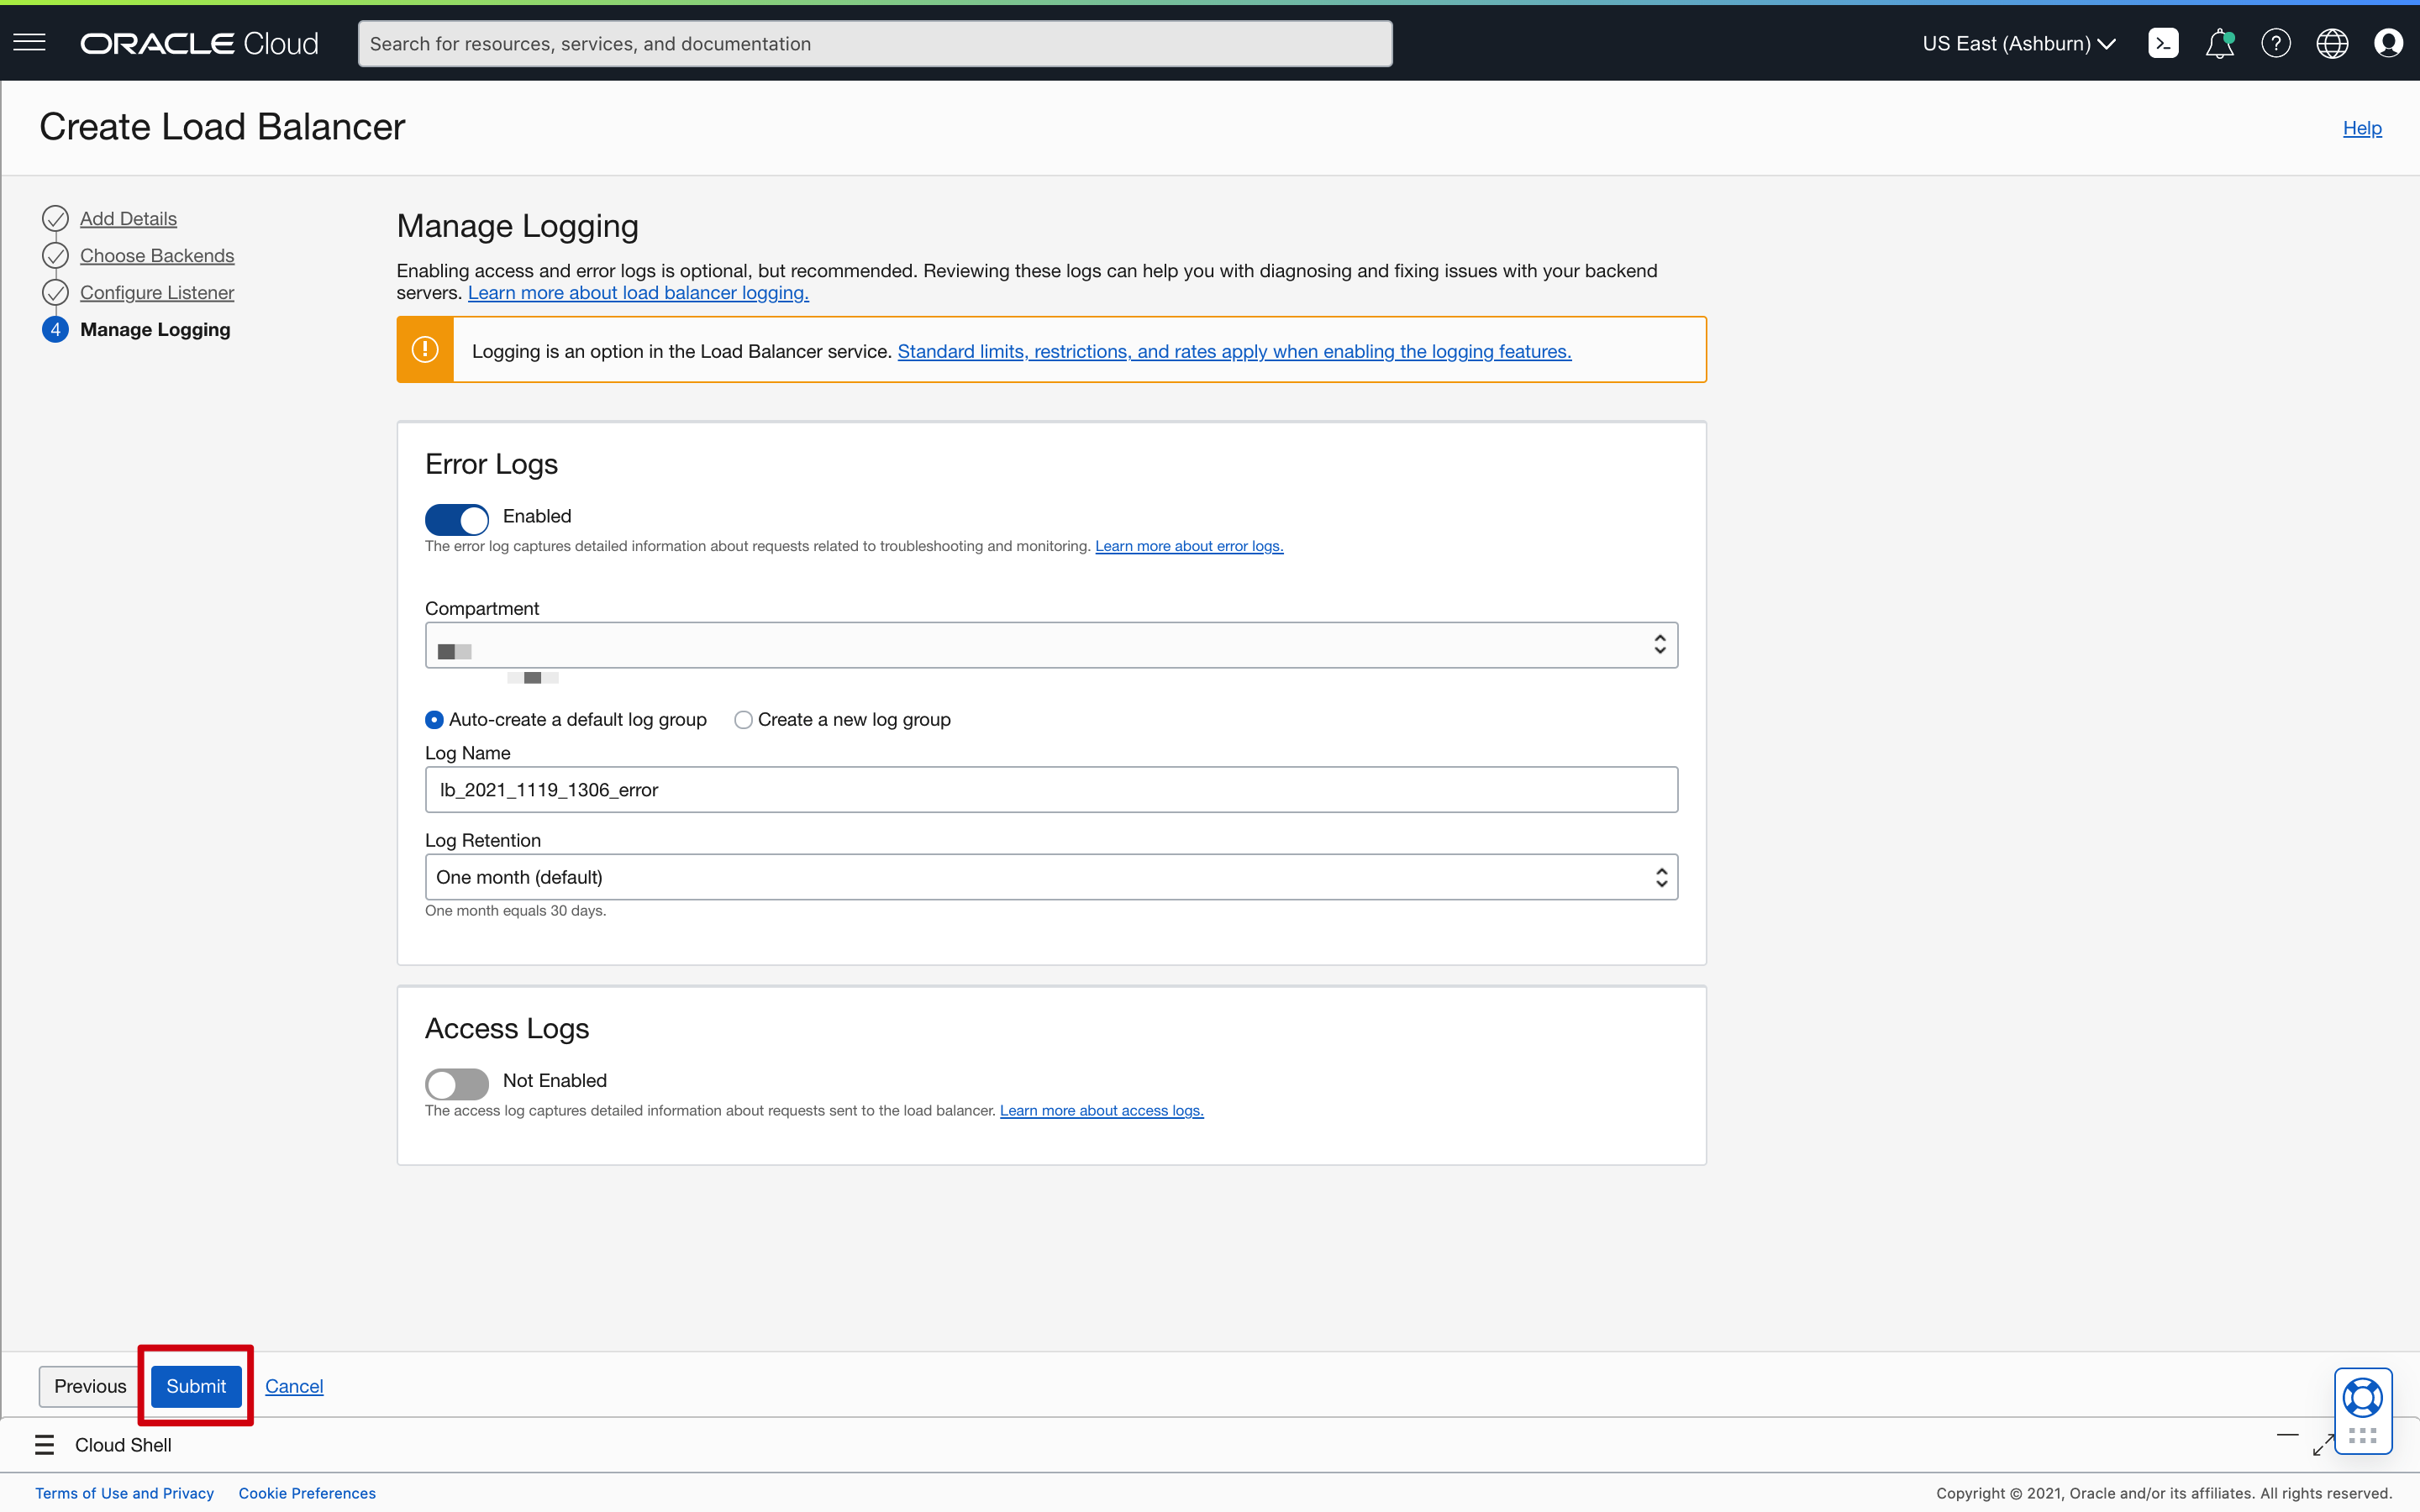 ORACLE Cloud
Search for resources, services, and documentation
US East (Ashburn)
Create Load Balancer
Help
Add Details
Choose Backends
Configure Listener
4 Manage Logging
Manage Logging
Enabling access and error logs is optional, but recommended. Reviewing these logs can help you with diagnosing and fixing issues with your backend
servers. Learn more about load balancer logging.
Logging is an option in the Load Balancer service. Standard limits, restrictions, and rates apply when enabling the logging features.
Error Logs
Enabled
The error log captures detailed information about requests related to troubleshooting and monitoring. Learn more about error logs.
Compartment
Auto-create a default log group
Create a new log group
Log Name
lb_2021_1119_1306_error
Log Retention
One month (default)
One month equals 30 days.
Access Logs
Not Enabled
The access log captures detailed information about requests sent to the load balancer. Learn more about access logs.
Previous
Submit
Cancel
Cloud Shell
Terms of Use and Privacy
Cookie Preferences
Copyright © 2021, Oracle and/or its affiliates. All rights reserved.